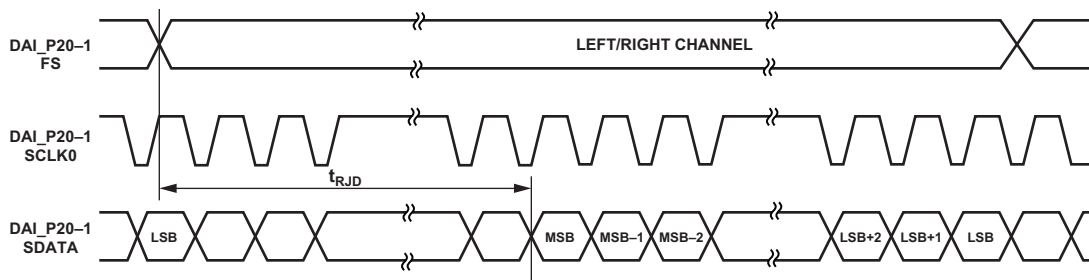 DAI_P20–1
FS
LEFT/RIGHT CHANNEL
DAI_P20–1
SCLK0
tRJD
DAI_P20–1
SDATA
LSB
MSB
MSB–1
MSB–2
LSB+2
LSB+1
LSB